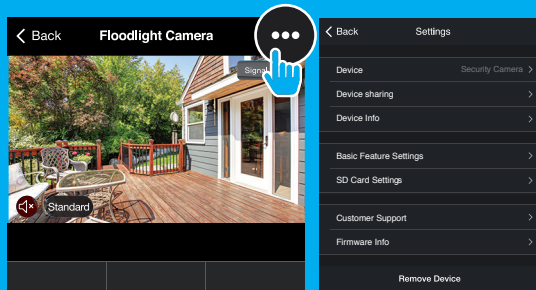 Back
Floodlight Camera
Signal
Standard
Back
Settings
Device
Security Camera
Device sharing
Device Info
Basic Feature Settings
SD Card Settings
Customer Support
Firmware Info
Remove Device